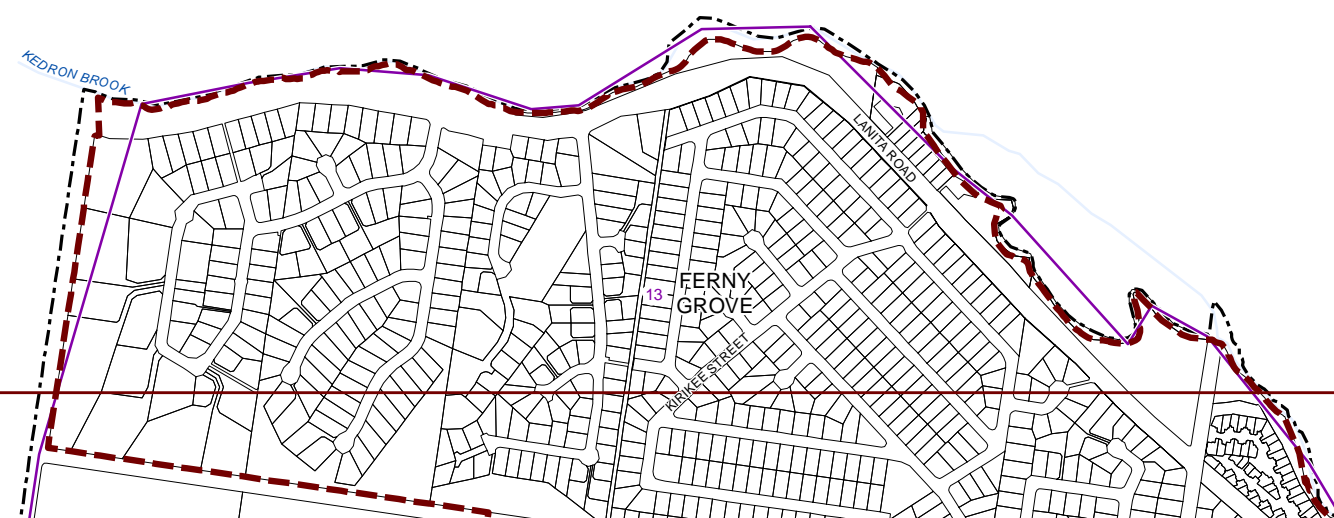 KEDRON BROOK
LANITA ROAD
FERNY
13
GROVE
KIRIKEE STREET